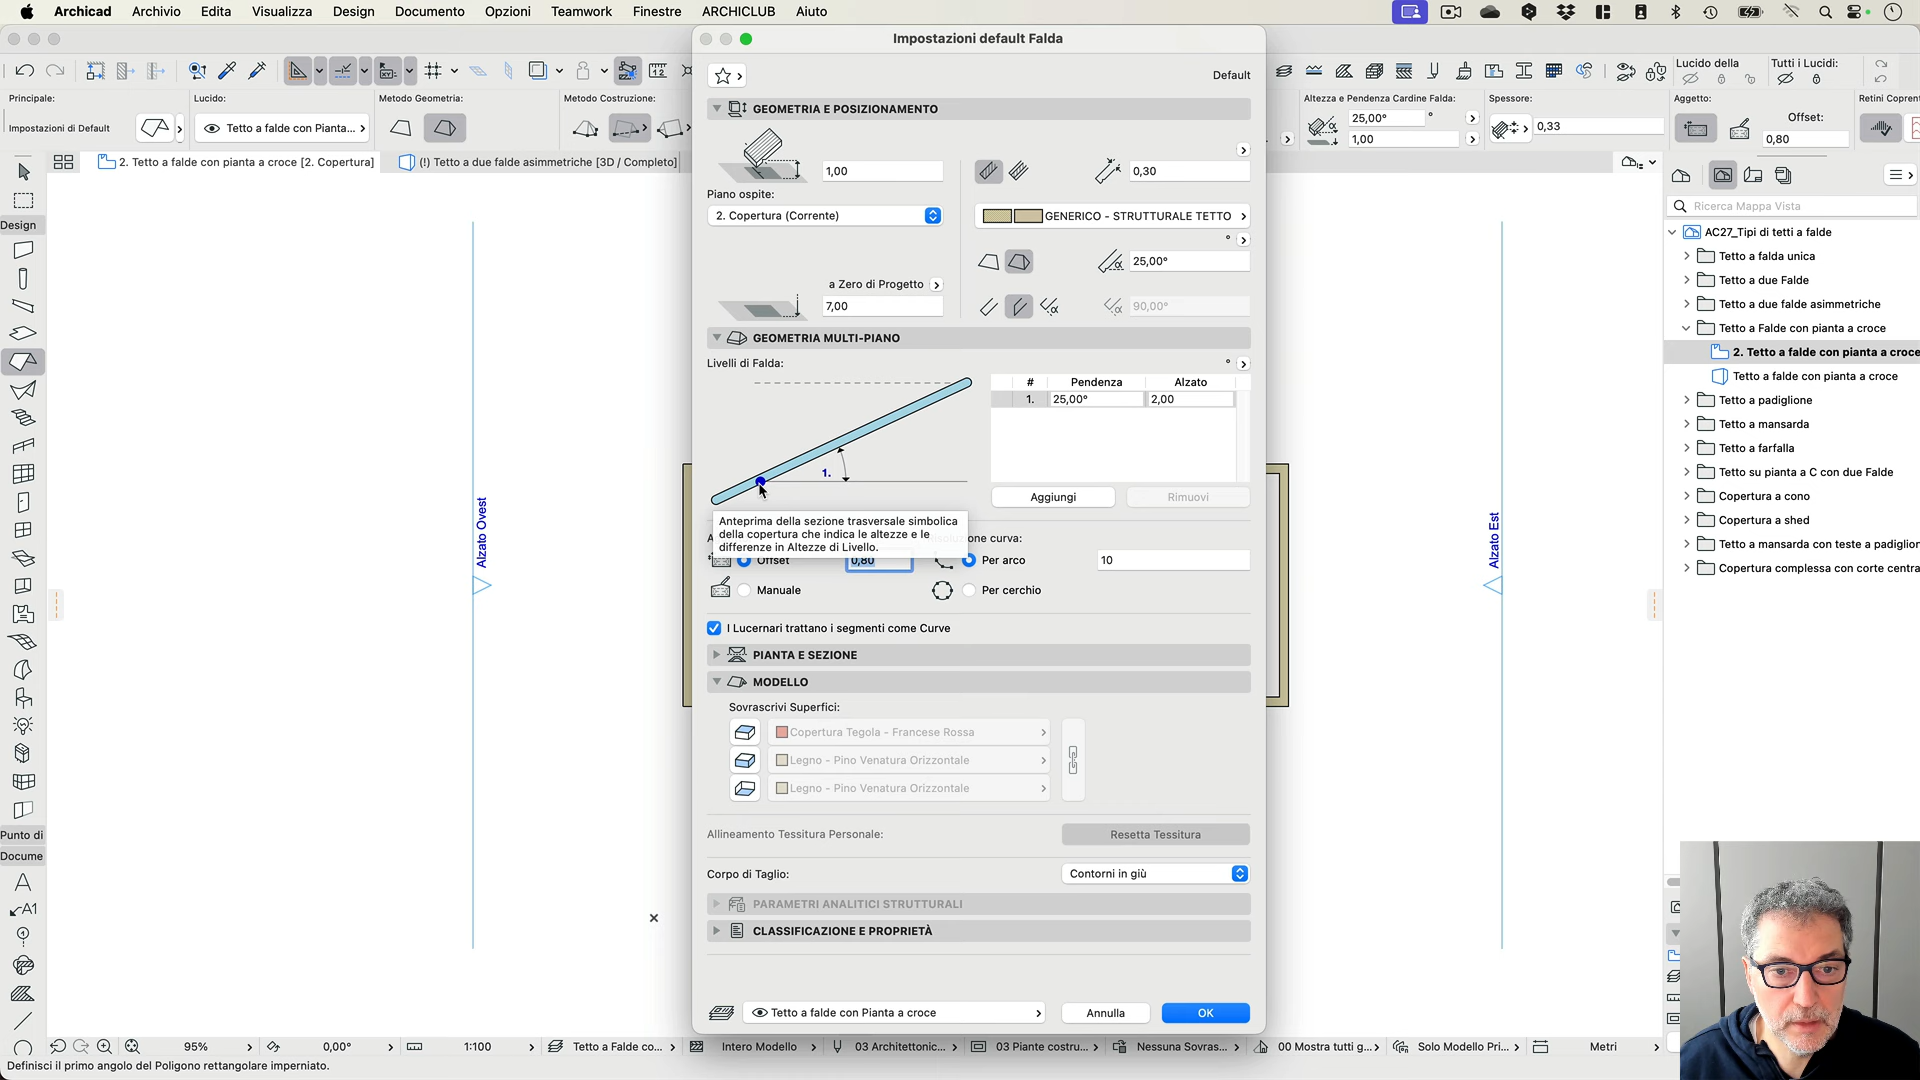 Archicad Archivio Edita Visualizza Design Documento Opzioni Teamwork Finestre ARCHICLUB Aiuto
Impostazioni default Falda
Default
Lucido della
Tutti i Lucidi:
Principale:
Lucido:
Metodo Geometria:
Metodo Costruzione:
Altezza e Pendenza Cardine Falda:
Spessore:
Aggetto:
Retini Coprent
Impostazioni di Default
Tetto a falde con Pianta...
25,00°
°
1,00
0,33
Offset:
0,80
2. Tetto a falde con pianta a croce [2. Copertura]
(!) Tetto a due falde asimmetriche [3D / Completo]
GEOMETRIA E POSIZIONAMENTO
1,00
0,30
Piano ospite:
2. Copertura (Corrente)
GENERICO - STRUTTURALE TETTO
°
25,00°
a Zero di Progetto
7,00
90,00°
GEOMETRIA MULTI-PIANO
Livelli di Falda:
°
# Pendenza Alzato
1. 25,00° 2,00
1.
Aggiungi
Rimuovi
Anteprima della sezione trasversale simbolica
della copertura che indica le altezze e le
differenze in Altezze di Livello.
curva:
Offset
0,80
Per arco
10
Manuale
Per cerchio
I Lucernari trattano i segmenti come Curve
PIANTA E SEZIONE
MODELLO
Sovrascrivi Superfici:
Copertura Tegola - Francese Rossa
Legno - Pino Venatura Orizzontale
Legno - Pino Venatura Orizzontale
Allineamento Tessitura Personale:
Resetta Tessitura
Corpo di Taglio:
Contorni in giù
PARAMETRI ANALITICI STRUTTURALI
CLASSIFICAZIONE E PROPRIETÀ
Tetto a falde con Pianta a croce
Annulla
OK
Design
Punto di
Docume
A
A1
Alzato Ovest
Alzato Est
Ricerca Mappa Vista
AC27_Tipi di tetti a falde
Tetto a falda unica
Tetto a due Falde
Tetto a due falde asimmetriche
Tetto a Falde con pianta a croce
2. Tetto a falde con pianta a croce
Tetto a falde con pianta a croce
Tetto a padiglione
Tetto a mansarda
Tetto a farfalla
Tetto su pianta a C con due Falde
Copertura a cono
Copertura a shed
Tetto a mansarda con teste a padiglion
Copertura complessa con corte centra
95%
0,00°
1:100
Tetto a Falde co...
Intero Modello
03 Architettonic...
03 Piante costru...
Nessuna Sovras...
00 Mostra tutti g...
Solo Modello Pri...
Metri
Definisci il primo angolo del Poligono rettangolare imperniato.